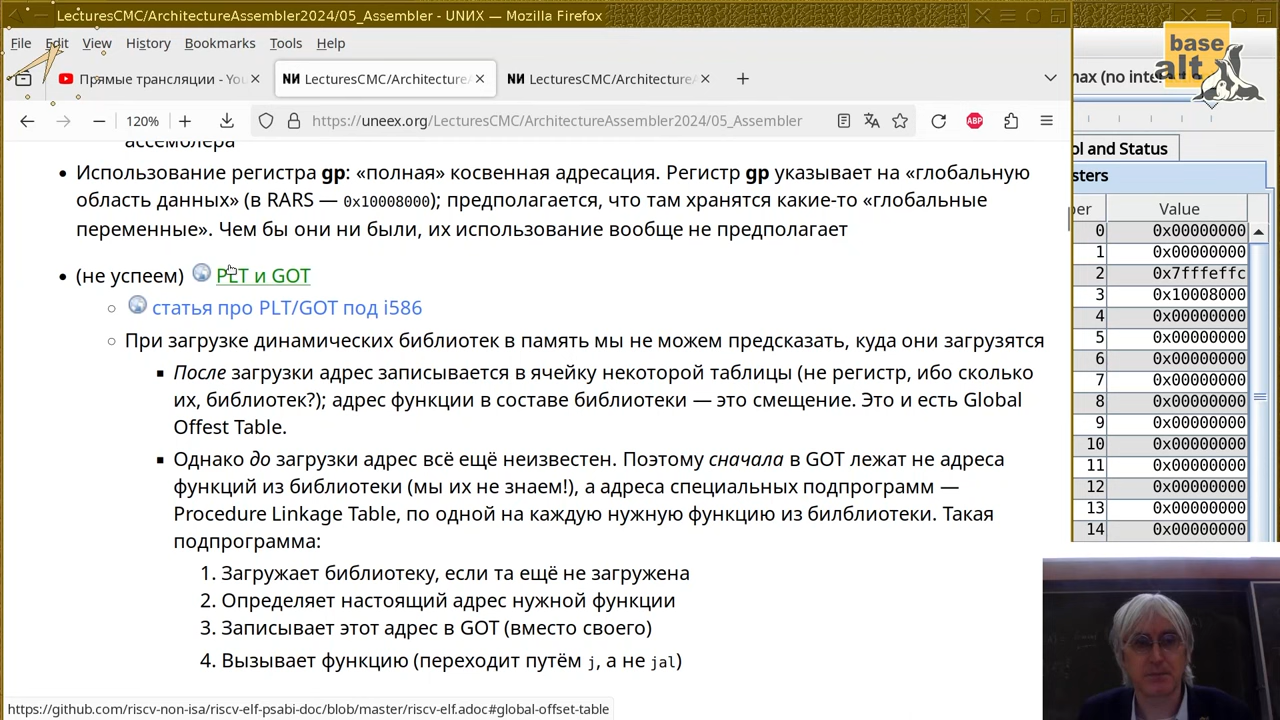 LecturesCMC/ArchitectureAssembler2024/05_Assembler - UNИX — Mozilla Firefox
base
alt
File Edit View History Bookmarks Tools Help
Прямые трансляции - You
NИ LecturesCMC/ArchitectureA
NИ LecturesCMC/ArchitectureA
max (no inte
120%
https://uneex.org/LecturesCMC/ArchitectureAssembler2024/05_Assembler
ABP
ассемблера
ol and Status
Использование регистра gp: «полная» косвенная адресация. Регистр gp указывает на «глобальную
область данных» (в RARS — 0x10008000); предполагается, что там хранятся какие-то «глобальные
переменные». Чем бы они ни были, их использование вообще не предполагает
(не успеем) PLT и GOT
статья про PLT/GOT под i586
При загрузке динамических библиотек в память мы не можем предсказать, куда они загрузятся
После загрузки адрес записывается в ячейку некоторой таблицы (не регистр, ибо сколько
их, библиотек?); адрес функции в составе библиотеки — это смещение. Это и есть Global
Offest Table.
Однако до загрузки адрес всё ещё неизвестен. Поэтому сначала в GOT лежат не адреса
функций из библиотеки (мы их не знаем!), а адреса специальных подпрограмм —
Procedure Linkage Table, по одной на каждую нужную функцию из билблиотеки. Такая
подпрограмма:
1. Загружает библиотеку, если та ещё не загружена
2. Определяет настоящий адрес нужной функции
3. Записывает этот адрес в GOT (вместо своего)
4. Вызывает функцию (переходит путём j, а не jal)
sters
ber Value
0 0x00000000
1 0x00000000
2 0x7fffeffc
3 0x10008000
4 0x00000000
5 0x00000000
6 0x00000000
7 0x00000000
8 0x00000000
9 0x00000000
10 0x00000000
11 0x00000000
12 0x00000000
13 0x00000000
14 0x00000000
https://github.com/riscv-non-isa/riscv-elf-psabi-doc/blob/master/riscv-elf.adoc#global-offset-table